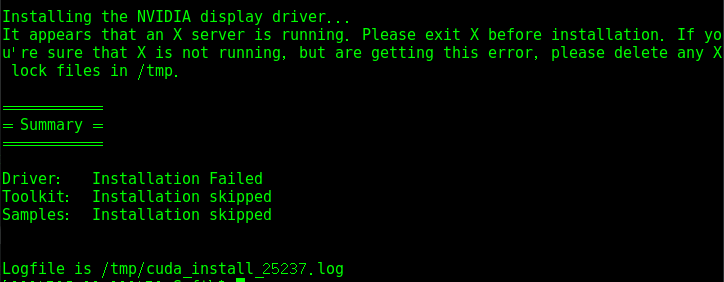 Installing the NVIDIA display driver...
It appears that an X server is running. Please exit X before installation. If yo
u're sure that X is not running, but are getting this error, please delete any X
 lock files in /tmp.
===========
= Summary =
===========
Driver:   Installation Failed
Toolkit:  Installation skipped
Samples:  Installation skipped
Logfile is /tmp/cuda_install_25237.log